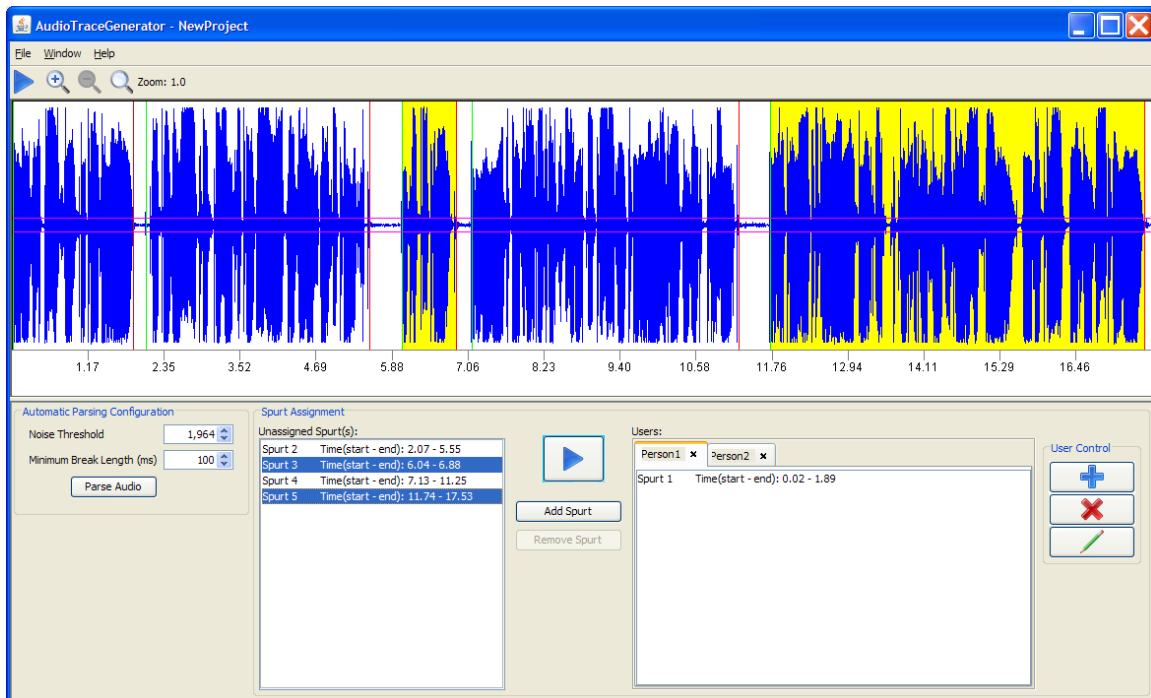 AudioTraceGenerator - NewProject
File Window Help
Zoom: 1.0
1.17 2.35 3.52 4.69 5.88 7.06 8.23 9.40 10.58 11.76 12.94 14.11 15.29 16.46
Automatic Parsing Configuration
Noise Threshold 1,964
Minimum Break Length (ms) 100
Parse Audio
Spurt Assignment
Unassigned Spurt(s):
Spurt 2 Time(start - end): 2.07 - 5.55
Spurt 3 Time(start - end): 6.04 - 6.88
Spurt 4 Time(start - end): 7.13 - 11.25
Spurt 5 Time(start - end): 11.74 - 17.53
Add Spurt
Remove Spurt
Users:
Person1 Person2
Spurt 1 Time(start - end): 0.02 - 1.89
User Control